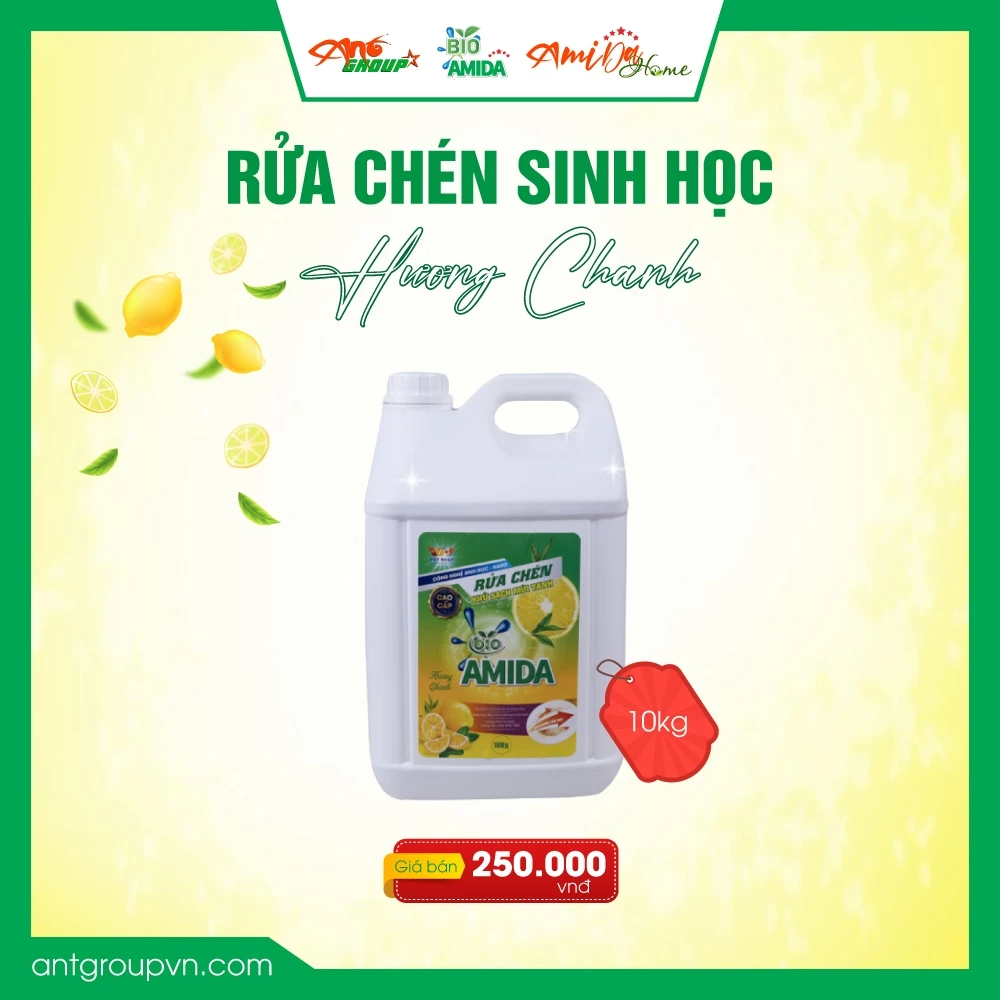 Ant
GROUP
BIO
AMIDA
AmiDa
Home
RỬA CHÉN SINH HỌC
Hương Chanh
CÔNG NGHỆ SINH HỌC - NANO
RỬA CHÉN
KHỬ SẠCH MÙI TANH
CAO
CẤP
bio
AMIDA
Hương
Chanh
10Kg
10kg
Giá bán
250.000
vnđ
antgroupvn.com